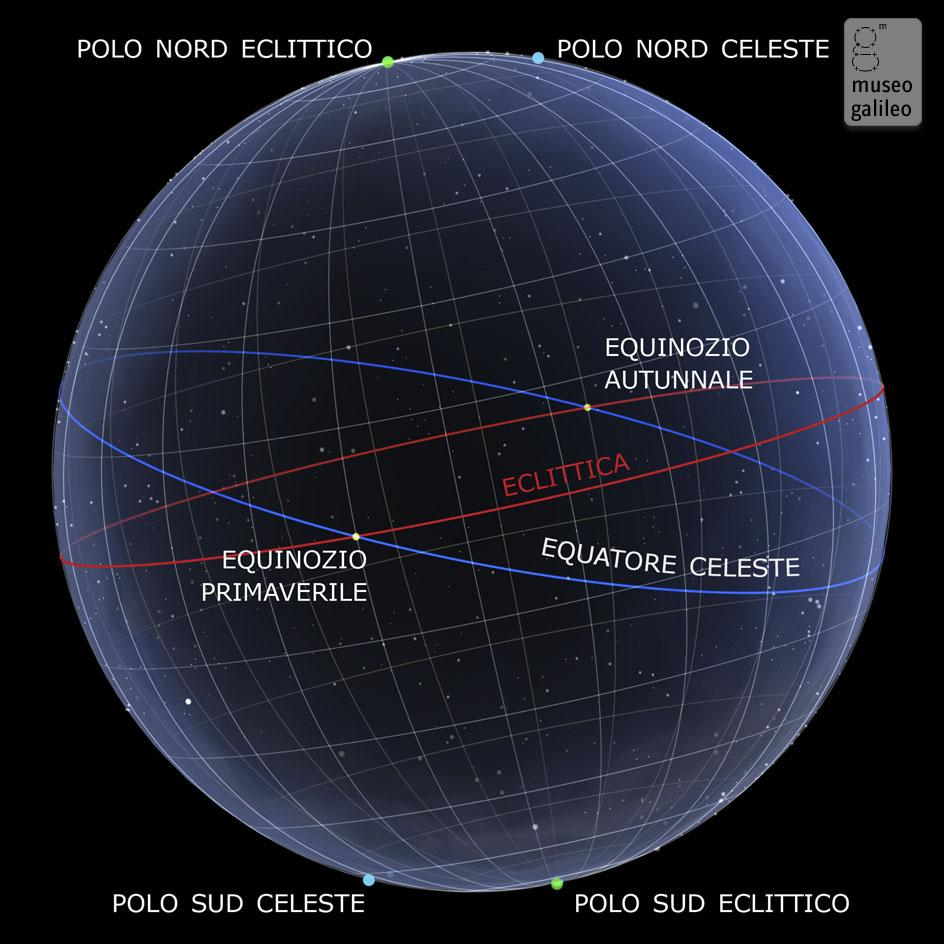 POLO NORD ECLITTICO
POLO NORD CELESTE
m
museo
galileo
EQUINOZIO
AUTUNNALE
ECLITTICA
EQUATORE CELESTE
EQUINOZIO
PRIMAVERILE
POLO SUD CELESTE
POLO SUD ECLITTICO